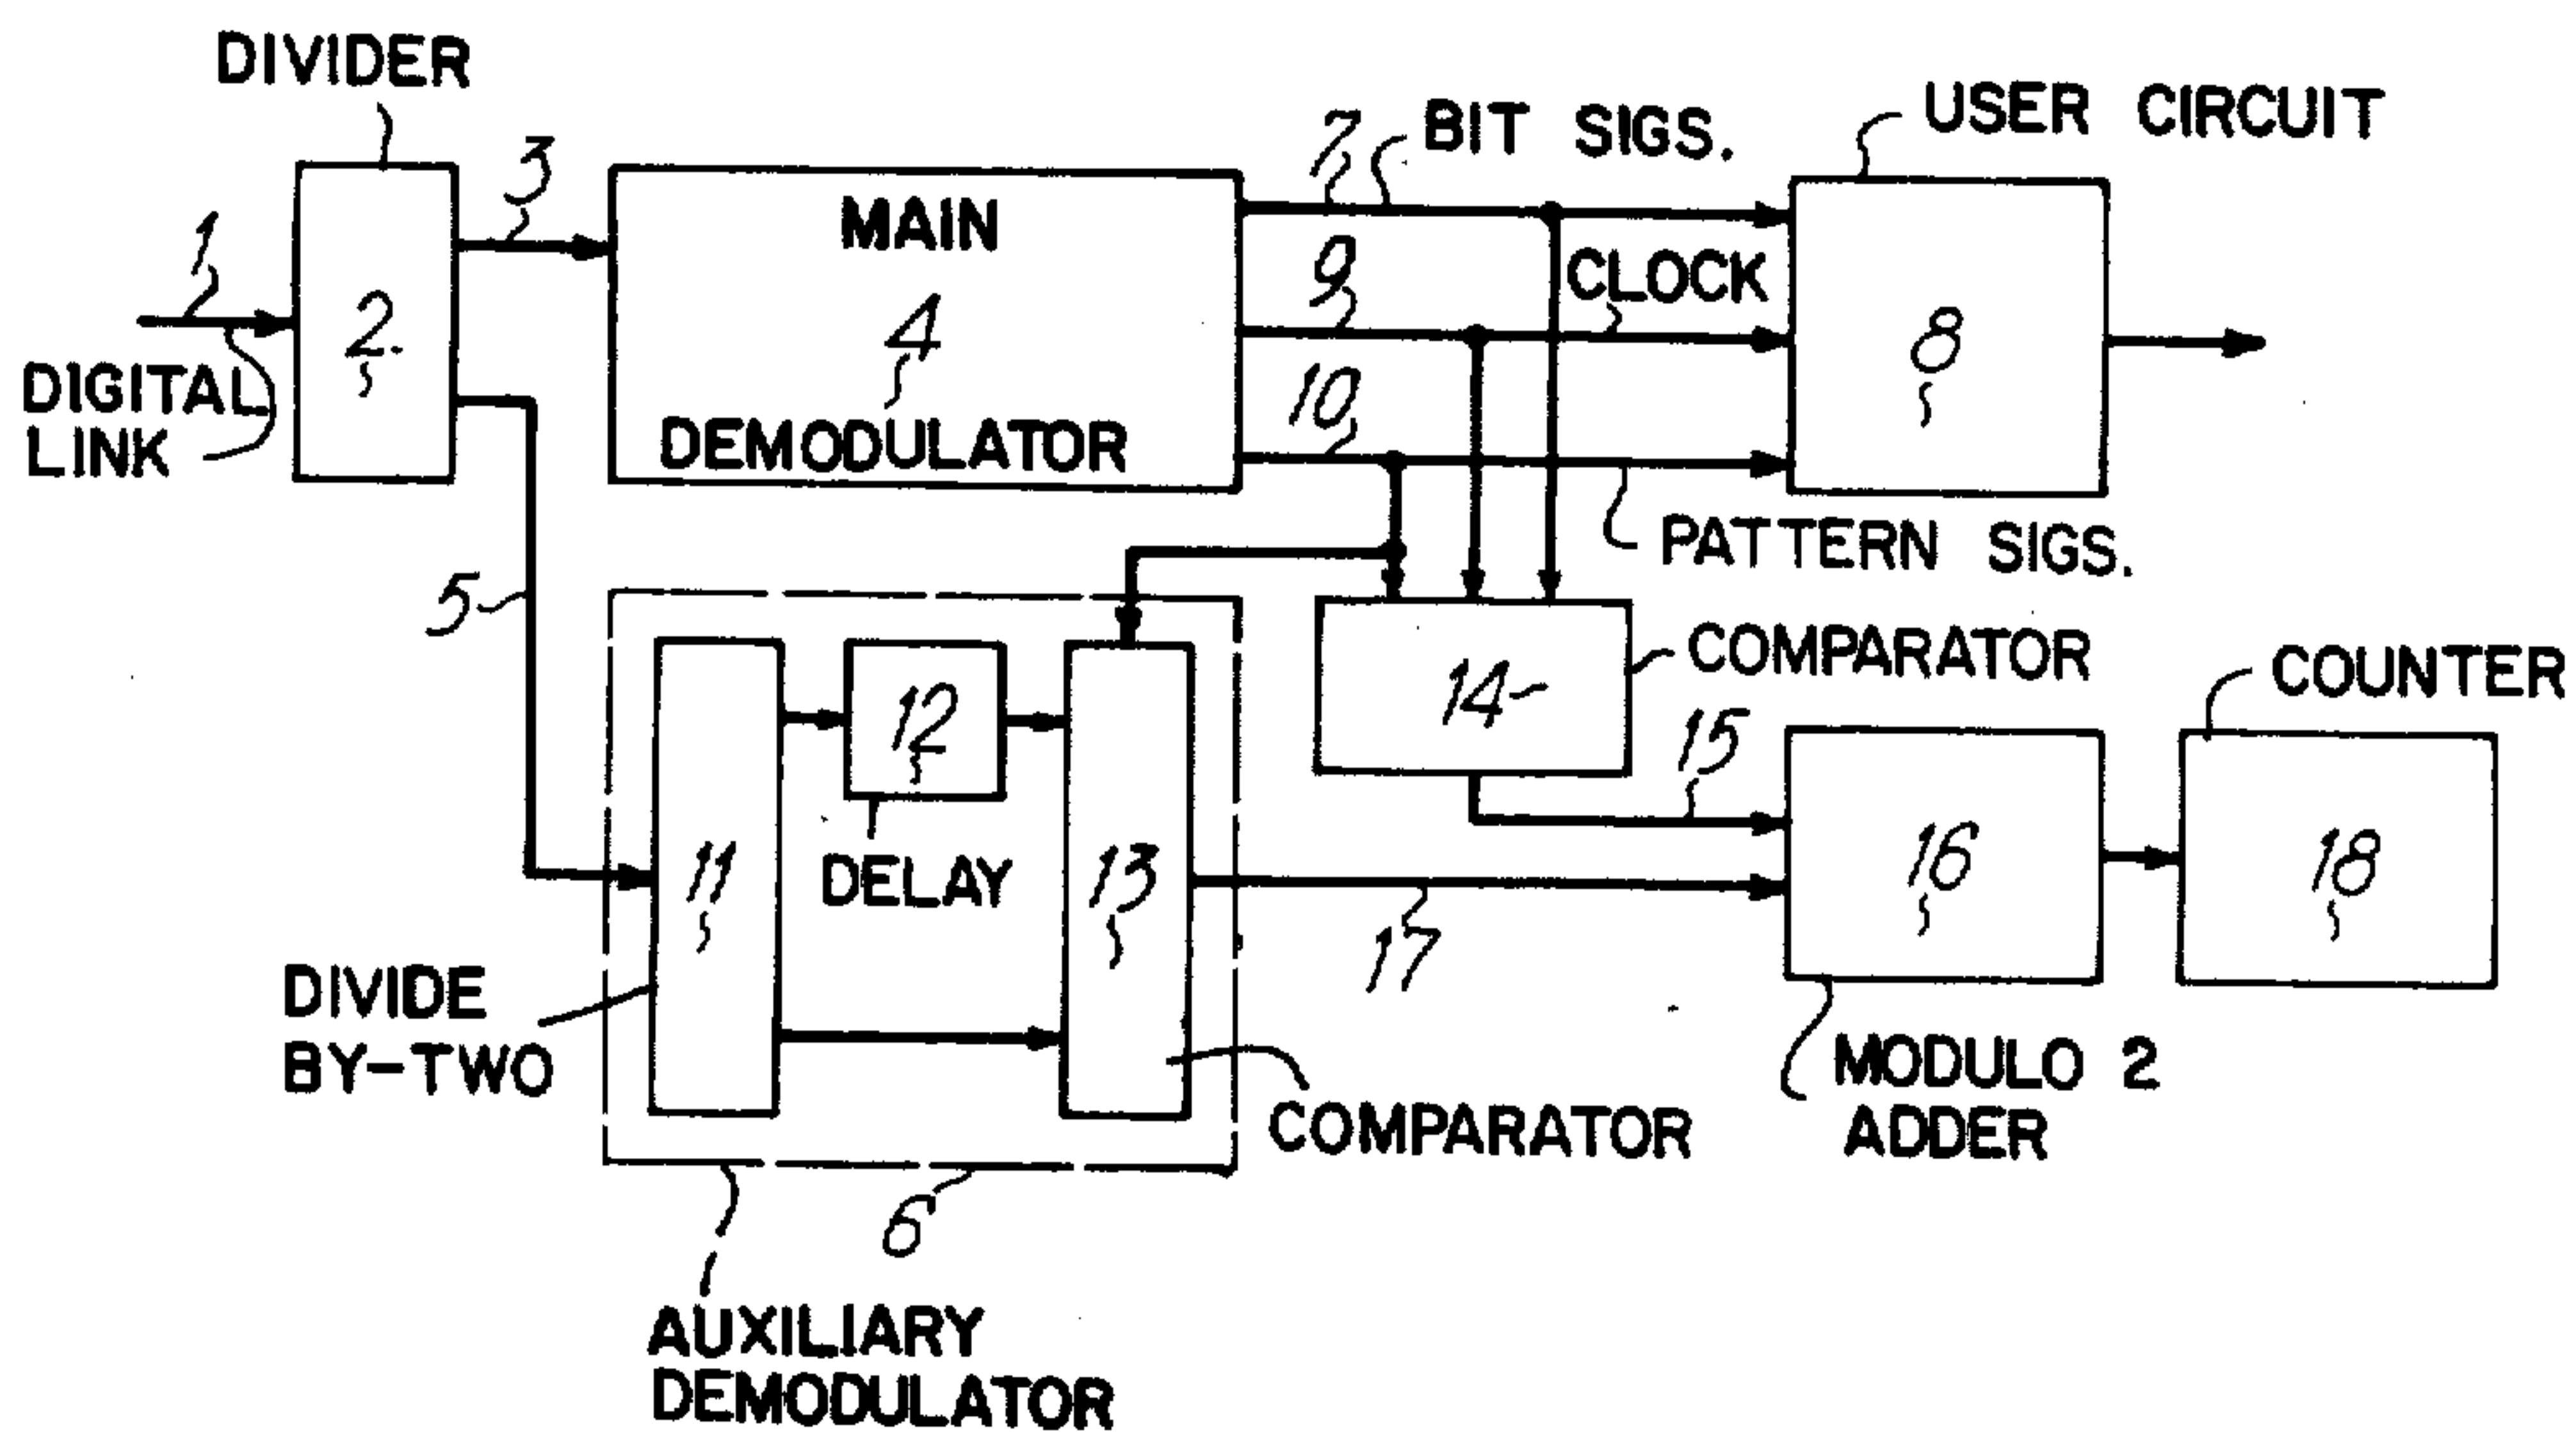 DIVIDER
USER CIRCUIT
7
BIT SIGS.
3
MAIN
1
9
CLOCK
2.
4
8
DIGITAL
LINK
10
DEMODULATOR
PATTERN SIGS.
5
COMPARATOR
14
COUNTER
12
15
11
DELAY
13
16
18
17
DIVIDE
BY-TWO
COMPARATOR
MODULO 2
ADDER
6
AUXILIARY
DEMODULATOR